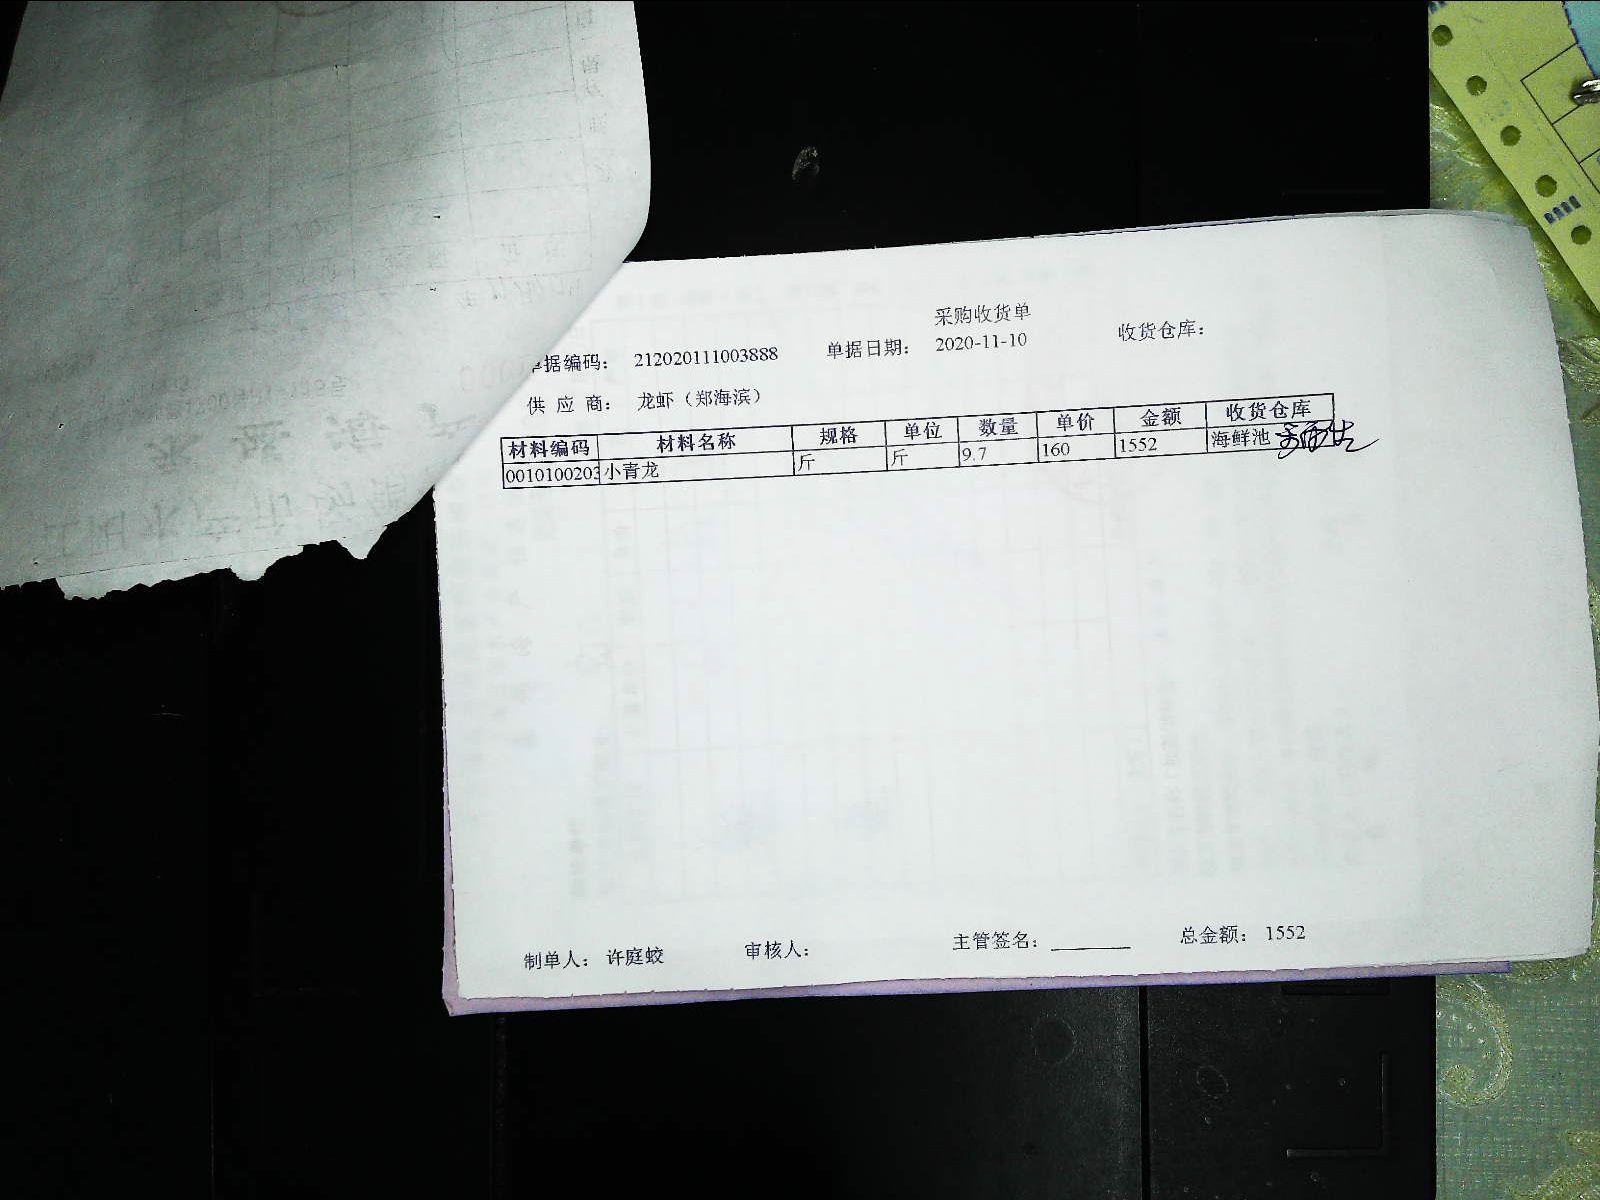 采购收货单
单据编码: 212020111003888 单据日期: 2020-11-10 收货仓库:
供 应 商: 龙虾（郑海滨）
材料编码 材料名称 规格 单位 数量 单价 金额 收货仓库
0010100203 小青龙 斤 斤 9.7 160 1552 海鲜池
制单人: 许庭蛟 审核人: 主管签名: 总金额: 1552